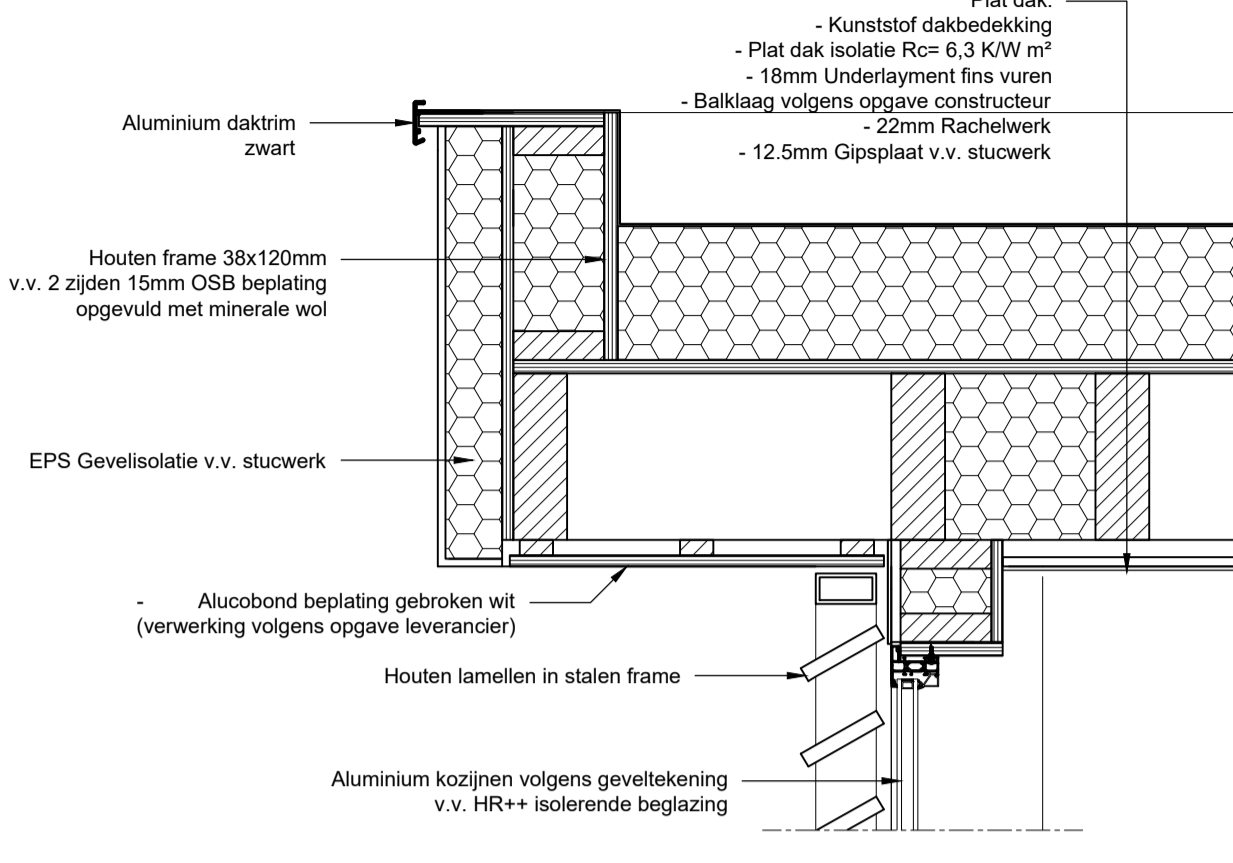 Plat dak:
- Kunststof dakbedekking
- Plat dak isolatie Rc= 6,3 K/W m²
- 18mm Underlayment fins vuren
- Balklaag volgens opgave constructeur
- 22mm Rachelwerk
- 12.5mm Gipsplaat v.v. stucwerk
Aluminium daktrim
zwart
Houten frame 38x120mm
v.v. 2 zijden 15mm OSB beplating
opgevuld met minerale wol
EPS Gevelisolatie v.v. stucwerk
- Alucobond beplating gebroken wit
(verwerking volgens opgave leverancier)
Houten lamellen in stalen frame
Aluminium kozijnen volgens geveltekening
v.v. HR++ isolerende beglazing